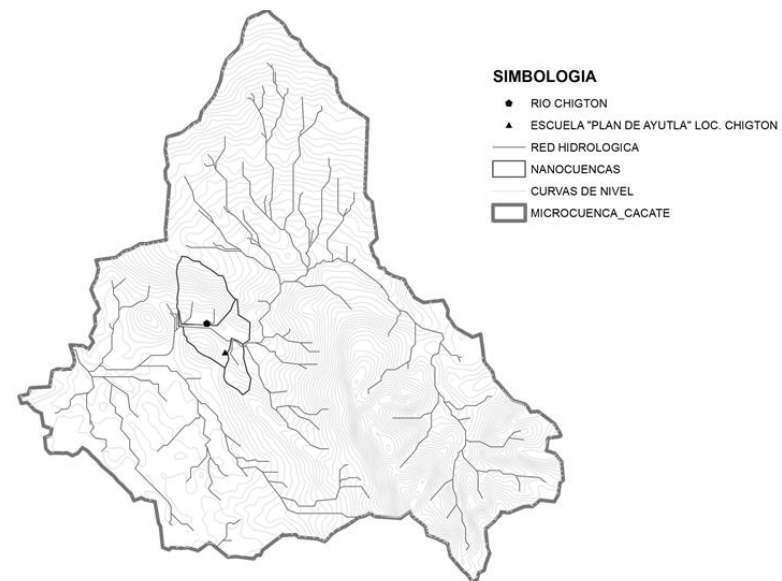 SIMBOLOGIA
RIO CHIGTON
ESCUELA "PLAN DE AYUTLA" LOC. CHIGTON
RED HIDROLOGICA
NANOCUENCAS
CURVAS DE NIVEL
MICROCUENCA_CACATE